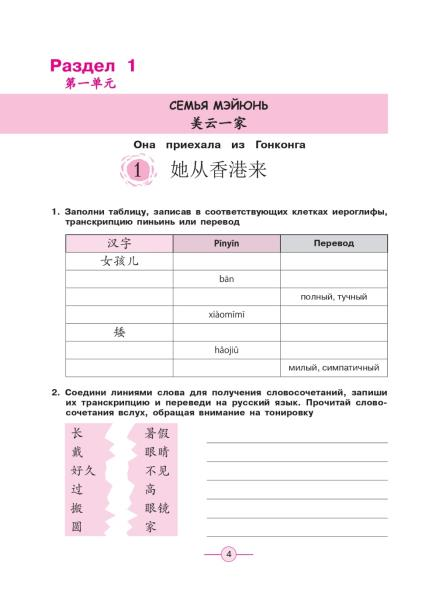 Раздел 1
第一单元
СЕМЬЯ МЭЙЮНЬ
美云一家
Она приехала из Гонконга
1 她从香港来
1. Заполни таблицу, записав в соответствующих клетках иероглифы,
транскрипцию пиньинь или перевод
汉字 Pīnyīn Перевод
女孩儿
bān
полный, тучный
xiàomīmī
矮
hǎojiǔ
милый, симпатичный
2. Соедини линиями слова для получения словосочетаний, запиши
их транскрипцию и переведи на русский язык. Прочитай слово-
сочетания вслух, обращая внимание на тонировку
长 暑假
戴 眼睛
好久 不见
过 高
搬 眼镜
圆 家
4